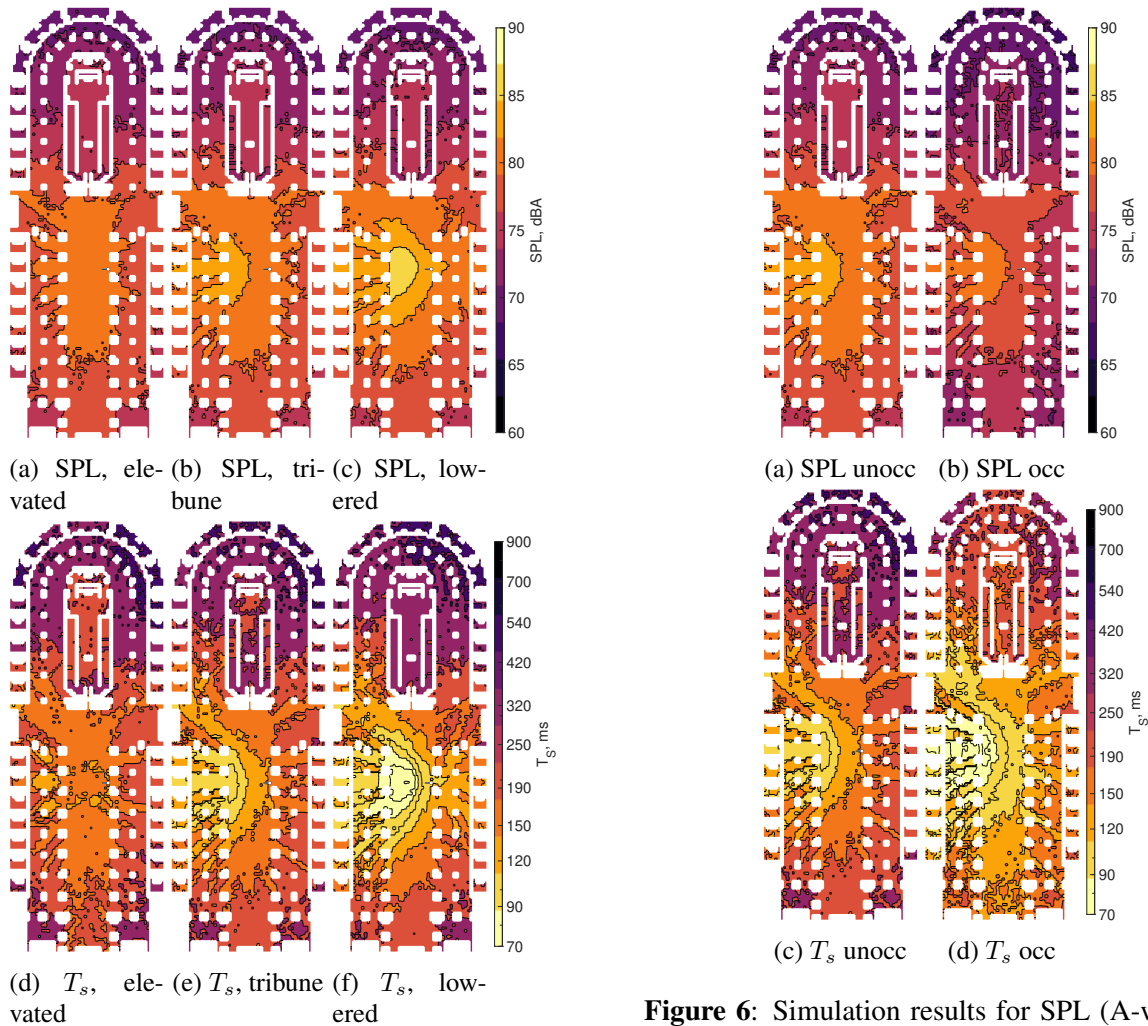 90
85
80
75
70
65
60
SPL, dBA
(a) SPL, ele-
vated
(b) SPL, tri-
bune
(c) SPL, low-
ered
900
700
540
420
320
250
190
150
120
90
70
T_S, ms
(d) T_s, ele-
vated
(e) T_s, tribune
(f) T_s, low-
ered
90
85
80
75
70
65
60
SPL, dBA
(a) SPL unocc
(b) SPL occ
900
700
540
420
320
250
190
150
120
90
70
T_S, ms
(c) T_s unocc
(d) T_s occ
Figure 6: Simulation results for SPL (A-w